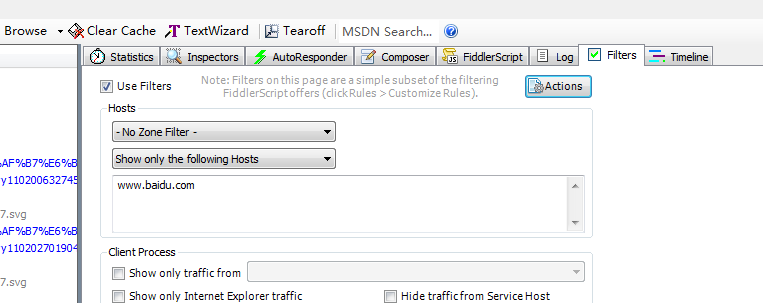 Browse Clear Cache TextWizard Tearoff MSDN Search...
Statistics Inspectors AutoResponder Composer FiddlerScript Log Filters Timeline
Use Filters
Note: Filters on this page are a simple subset of the filtering
FiddlerScript offers (click Rules > Customize Rules).
Actions
Hosts
- No Zone Filter -
Show only the following Hosts
www.baidu.com
%AF%B7%E6%B
y110200632745
7.svg
%AF%B7%E6%B
y110202701904
7.svg
Client Process
Show only traffic from
Show only Internet Explorer traffic Hide traffic from Service Host